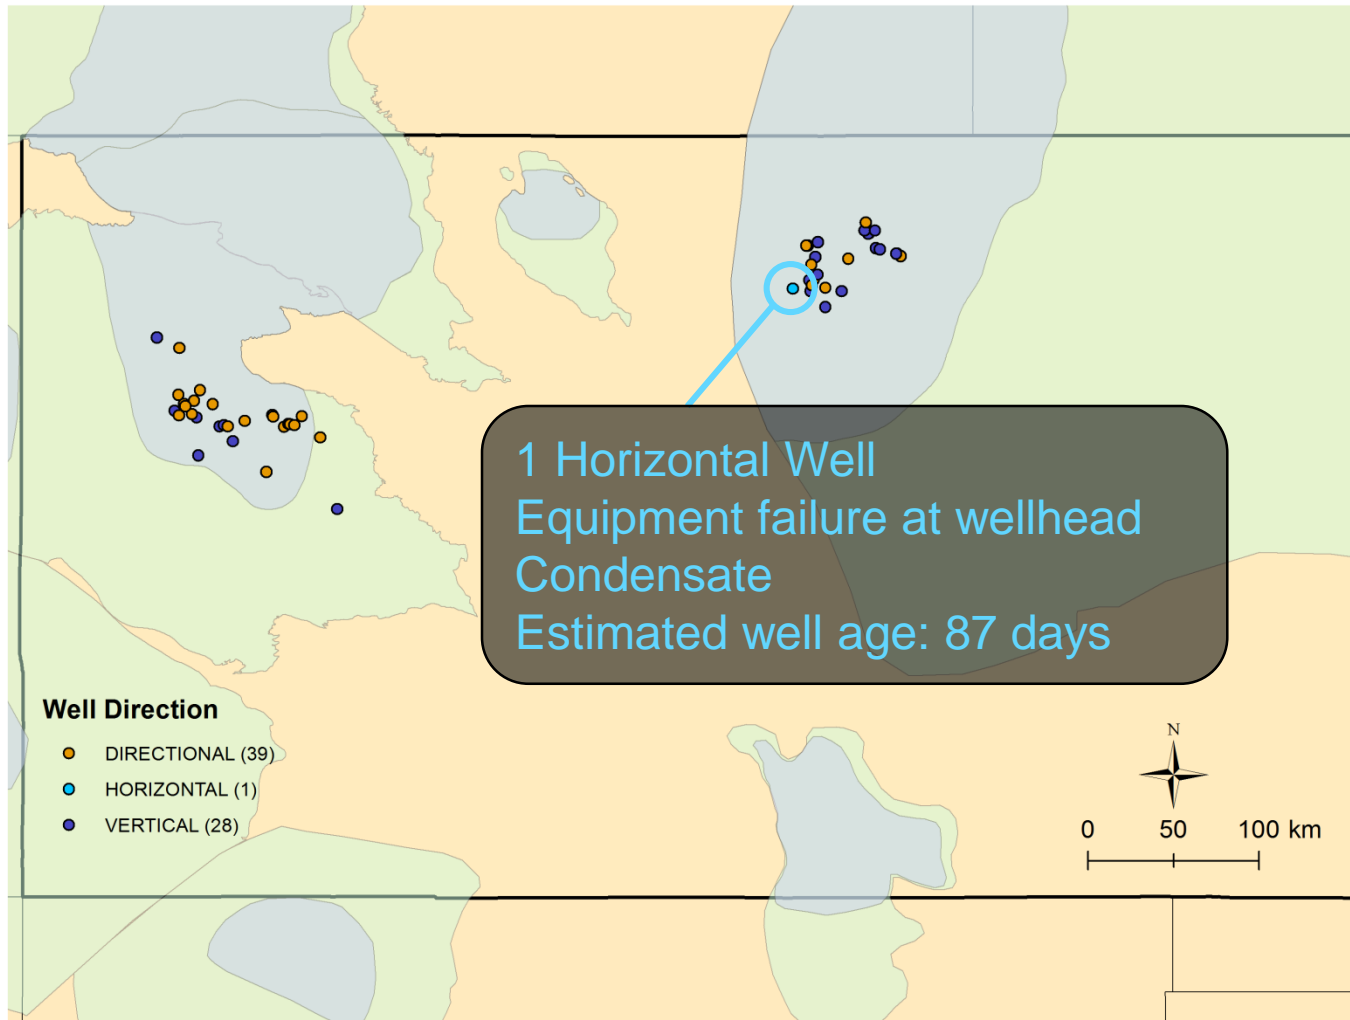 1 Horizontal Well
Equipment failure at wellhead
Condensate
Estimated well age: 87 days
Well Direction
DIRECTIONAL (39)
HORIZONTAL (1)
VERTICAL (28)
N
0 50 100 km